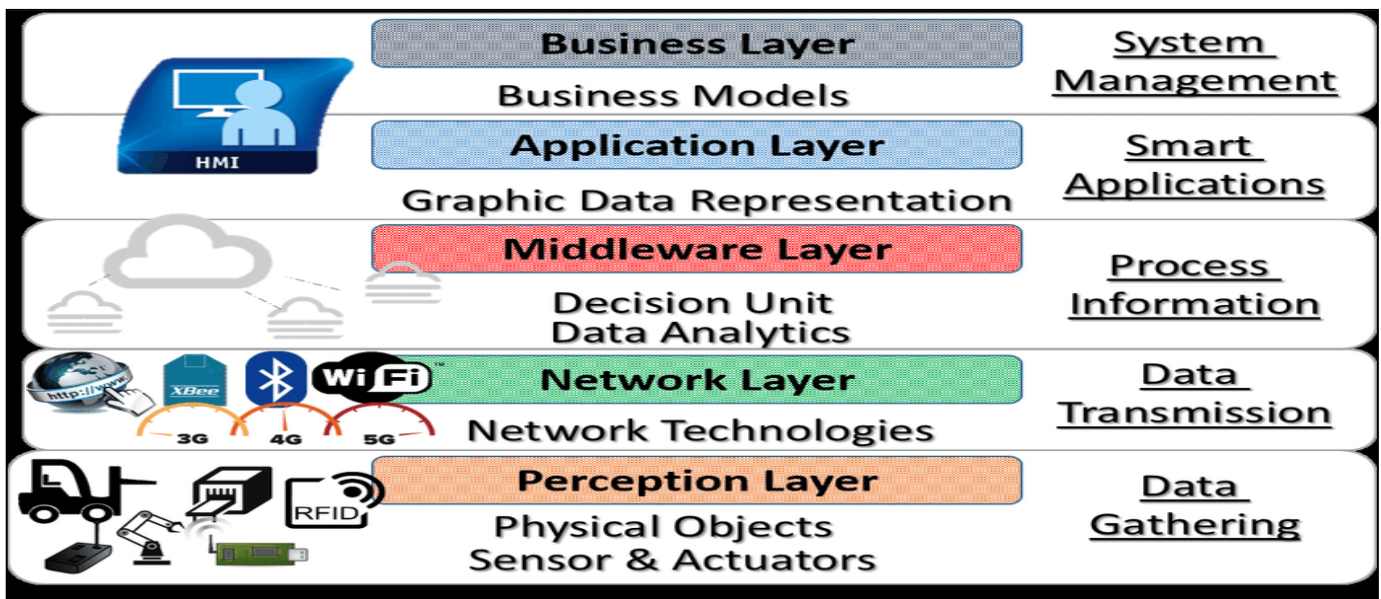 Business Layer
Business Models
System
Management
HMI
Application Layer
Graphic Data Representation
Smart
Applications
Middleware Layer
Decision Unit
Data Analytics
Process
Information
http://www.
XBee
Wi Fi™
3G
4G
5G
Network Layer
Network Technologies
Data
Transmission
RFID
Perception Layer
Physical Objects
Sensor & Actuators
Data
Gathering